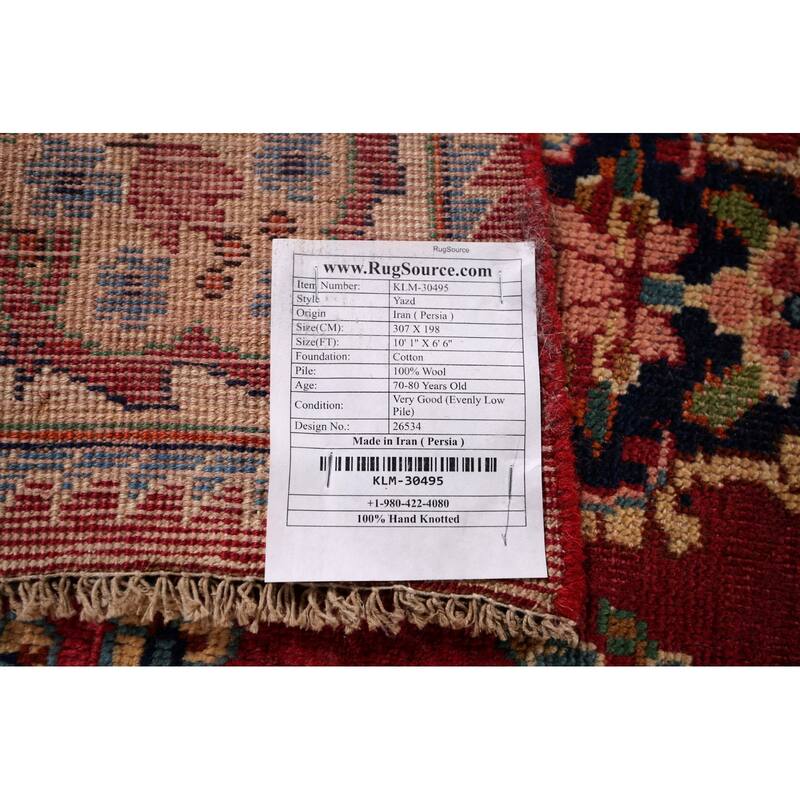 RugSource
www.RugSource.com
Item Number: KLM-30495
Style Yazd
Origin Iran ( Persia )
Size(CM): 307 X 198
Size(FT): 10' 1" X 6' 6"
Foundation: Cotton
Pile: 100% Wool
Age: 70-80 Years Old
Condition: Very Good (Evenly Low
Pile)
Design No.: 26534
Made in Iran ( Persia )
KLM-30495
+1-980-422-4080
100% Hand Knotted